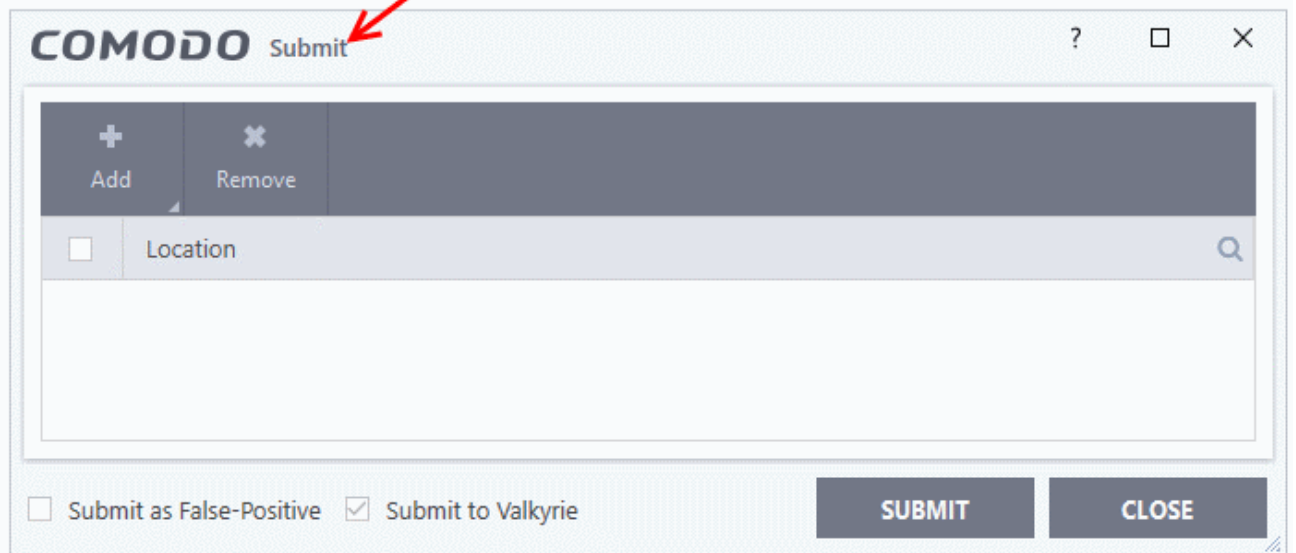 COMODO Submit ?
Add Remove
Location
Submit as False-Positive Submit to Valkyrie SUBMIT CLOSE